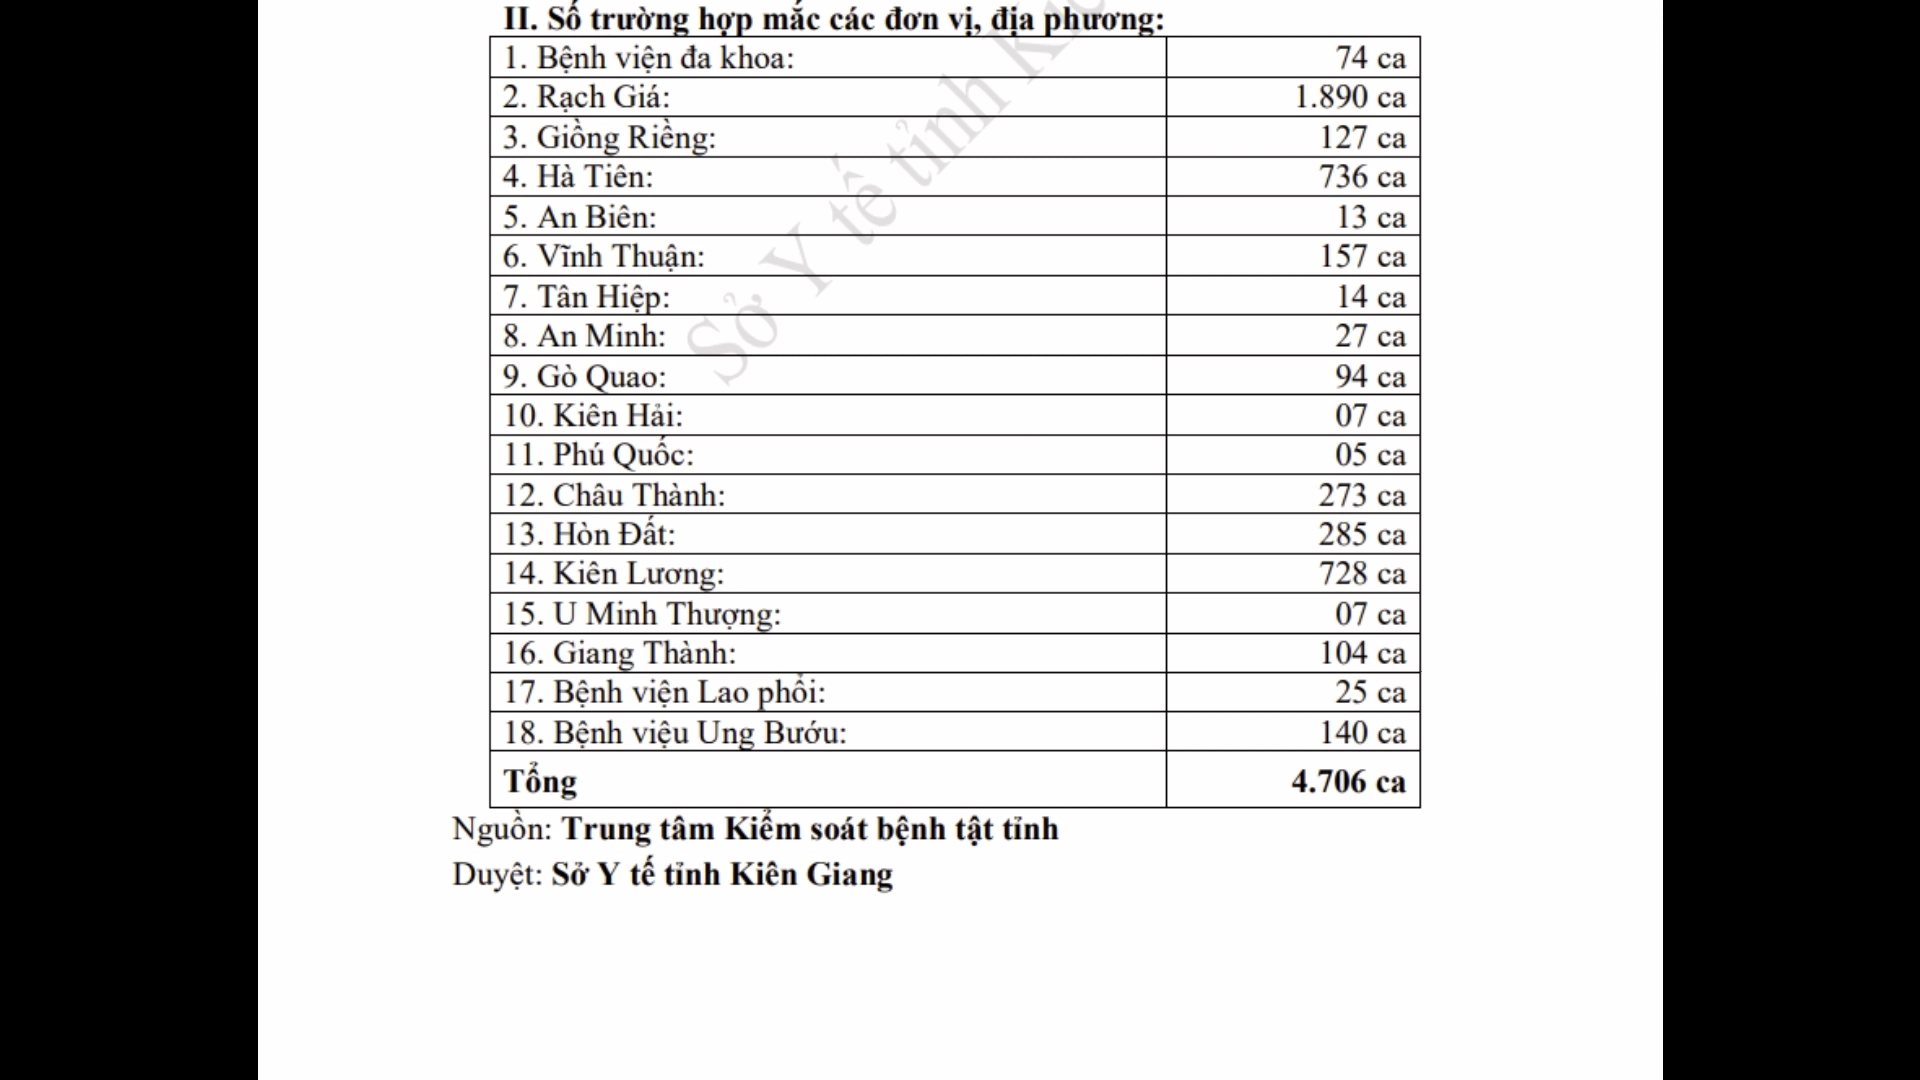 II. Số trường hợp mắc các đơn vị, địa phương:
1. Bệnh viện đa khoa: 74 ca
2. Rạch Giá: 1.890 ca
3. Giồng Riềng: 127 ca
4. Hà Tiên: 736 ca
5. An Biên: 13 ca
6. Vĩnh Thuận: 157 ca
7. Tân Hiệp: 14 ca
8. An Minh: 27 ca
9. Gò Quao: 94 ca
10. Kiên Hải: 07 ca
11. Phú Quốc: 05 ca
12. Châu Thành: 273 ca
13. Hòn Đất: 285 ca
14. Kiên Lương: 728 ca
15. U Minh Thượng: 07 ca
16. Giang Thành: 104 ca
17. Bệnh viện Lao phổi: 25 ca
18. Bệnh việu Ung Bướu: 140 ca
Tổng 4.706 ca
Nguồn: Trung tâm Kiểm soát bệnh tật tỉnh
Duyệt: Sở Y tế tỉnh Kiên Giang
Sở Y tế tỉnh